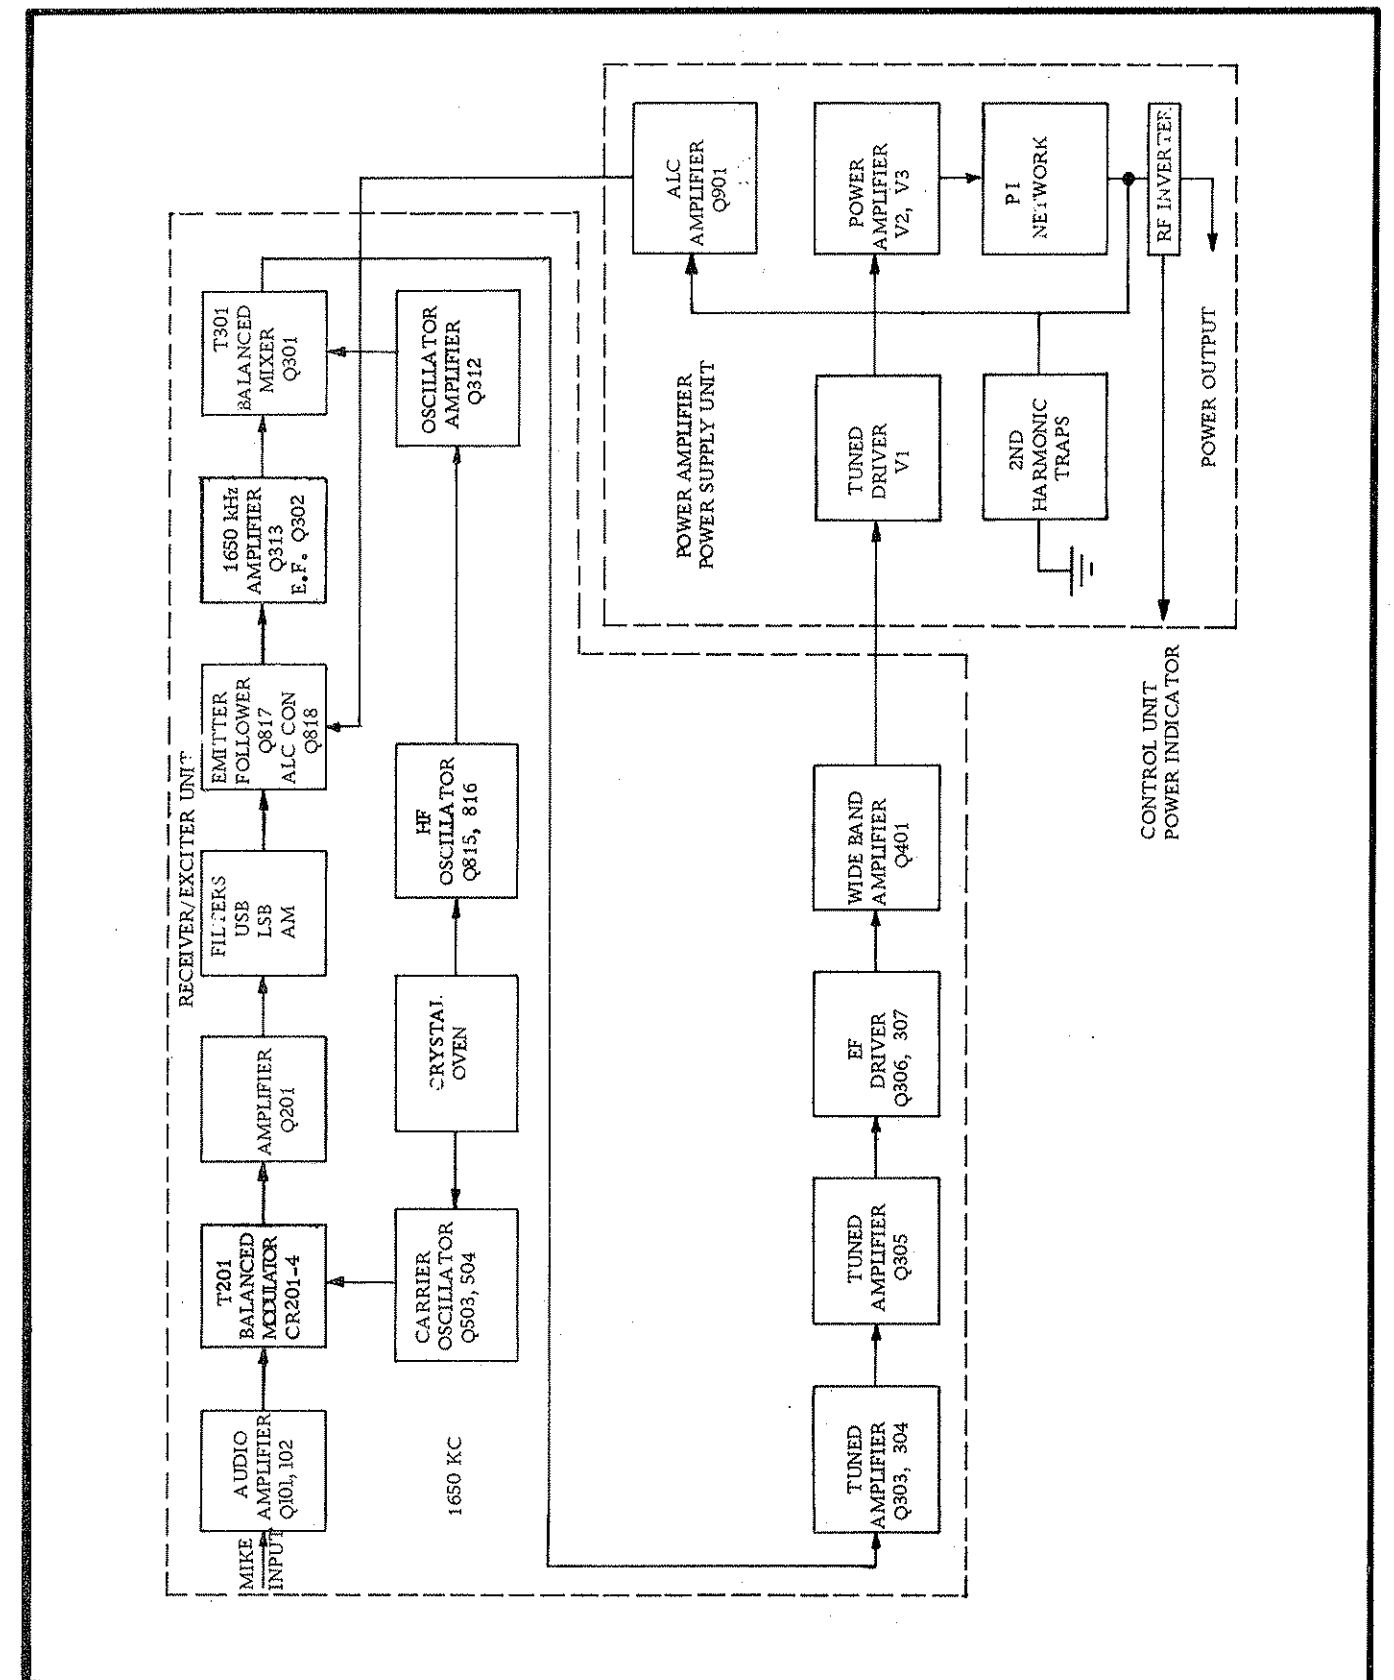 RECEIVER/EXCITER UNIT
MIKE
INPUT
AUDIO
AMPLIFIER
Q101, 102
T201
BALANCED
MODULATOR
CR201-4
AMPLIFIER
Q201
FILTERS
USB
LSB
AM
EMITTER
FOLLOWER
Q817
ALC CON
Q818
1650 kHz
AMPLIFIER
Q313
E.F. Q302
T301
BALANCED
MIXER
Q301
1650 KC
CARRIER
OSCILLATOR
Q503, 504
CRYSTAL
OVEN
HF
OSCILLATOR
Q815, 816
OSCILLATOR
AMPLIFIER
Q312
ALC
AMPLIFIER
Q901
POWER AMPLIFIER
POWER SUPPLY UNIT
TUNED
AMPLIFIER
Q303, 304
TUNED
AMPLIFIER
Q305
EF
DRIVER
Q306, 307
WIDE BAND
AMPLIFIER
Q401
TUNED
DRIVER
V1
POWER
AMPLIFIER
V2, V3
2ND
HARMONIC
TRAPS
PI
NETWORK
RF INVERTER
CONTROL UNIT
POWER INDICATOR
POWER OUTPUT